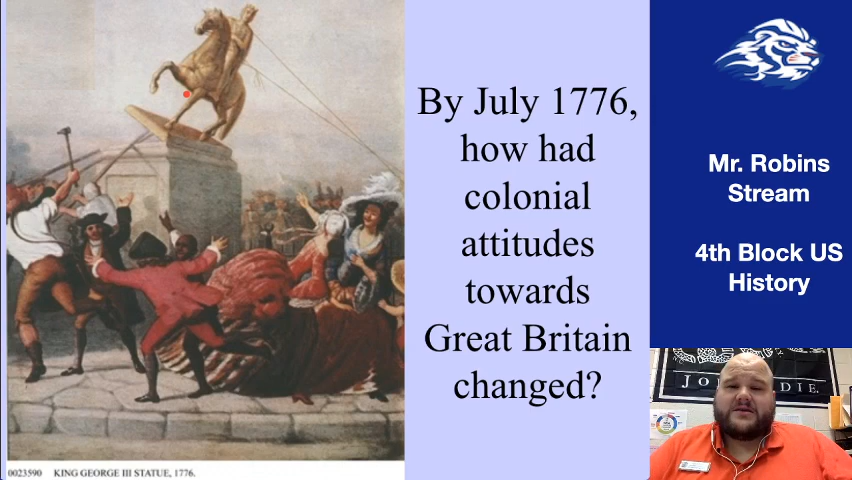 By July 1776,
how had
colonial
attitudes
towards
Great Britain
changed?
0023590 KING GEORGE III STATUE, 1776.
Mr. Robins
Stream
4th Block US
History